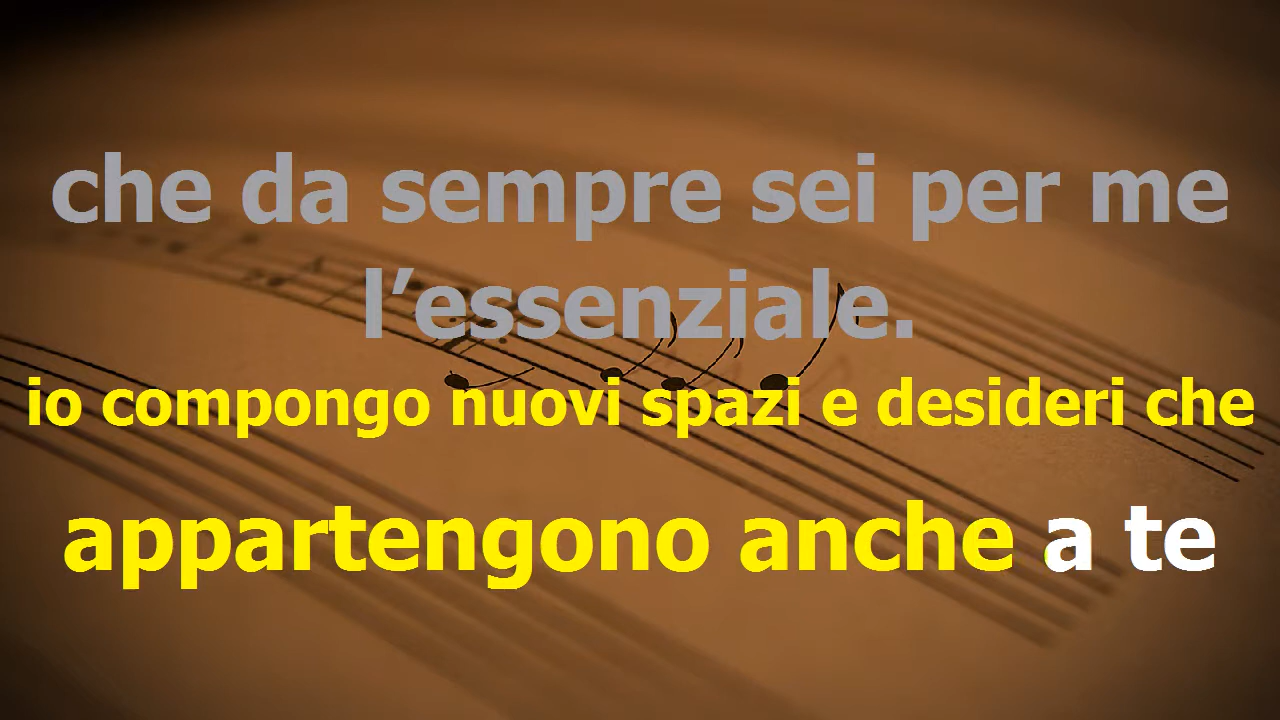 che da sempre sei per me
l’essenziale.
io compongo nuovi spazi e desideri che
appartengono anche a te